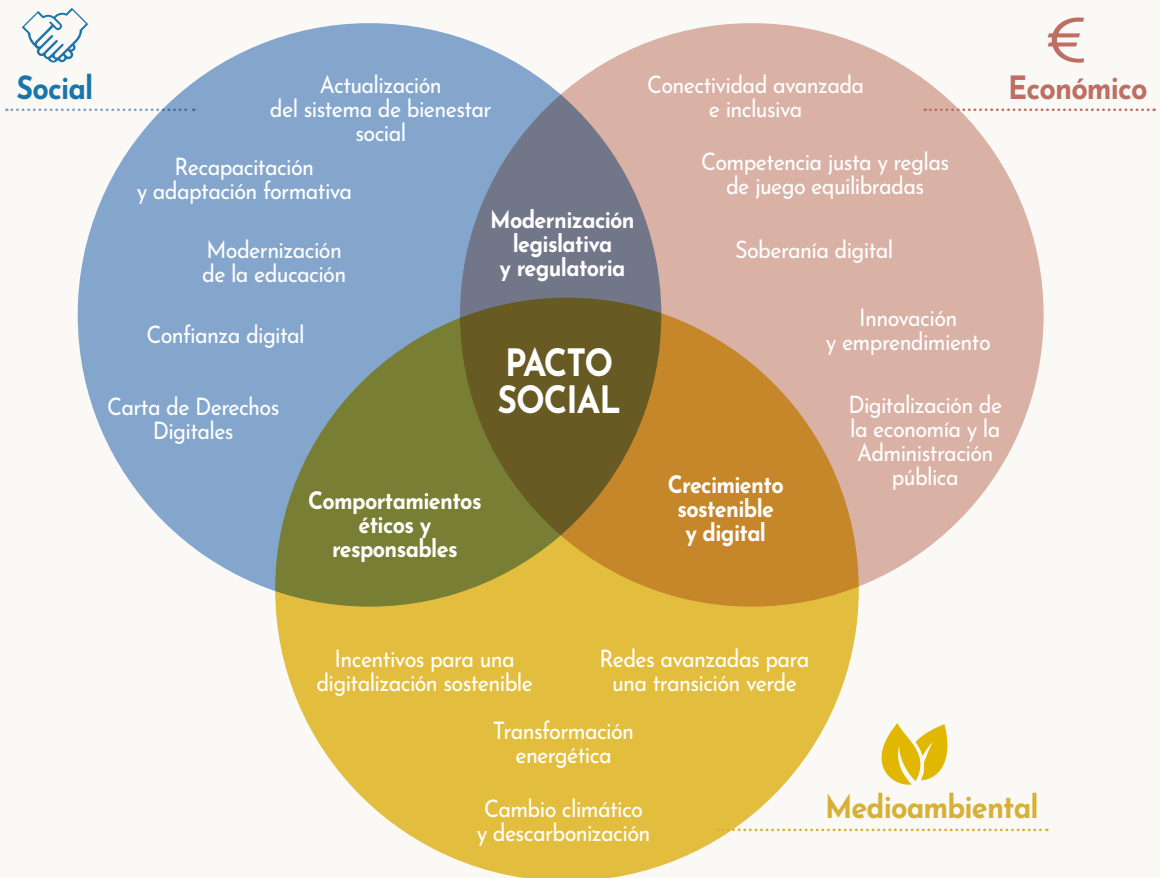 Social
Actualización
del sistema de bienestar
social
Recapacitación
y adaptación formativa
Modernización
de la educación
Confianza digital
Carta de Derechos
Digitales
€
Económico
Conectividad avanzada
e inclusiva
Competencia justa y reglas
de juego equilibradas
Soberanía digital
Innovación
y emprendimiento
Digitalización de
la economía y la
Administración
pública
Modernización
legislativa
y regulatoria
PACTO
SOCIAL
Comportamientos
éticos y
responsables
Crecimiento
sostenible
y digital
Incentivos para una
digitalización sostenible
Redes avanzadas para
una transición verde
Transformación
energética
Cambio climático
y descarbonización
Medioambiental